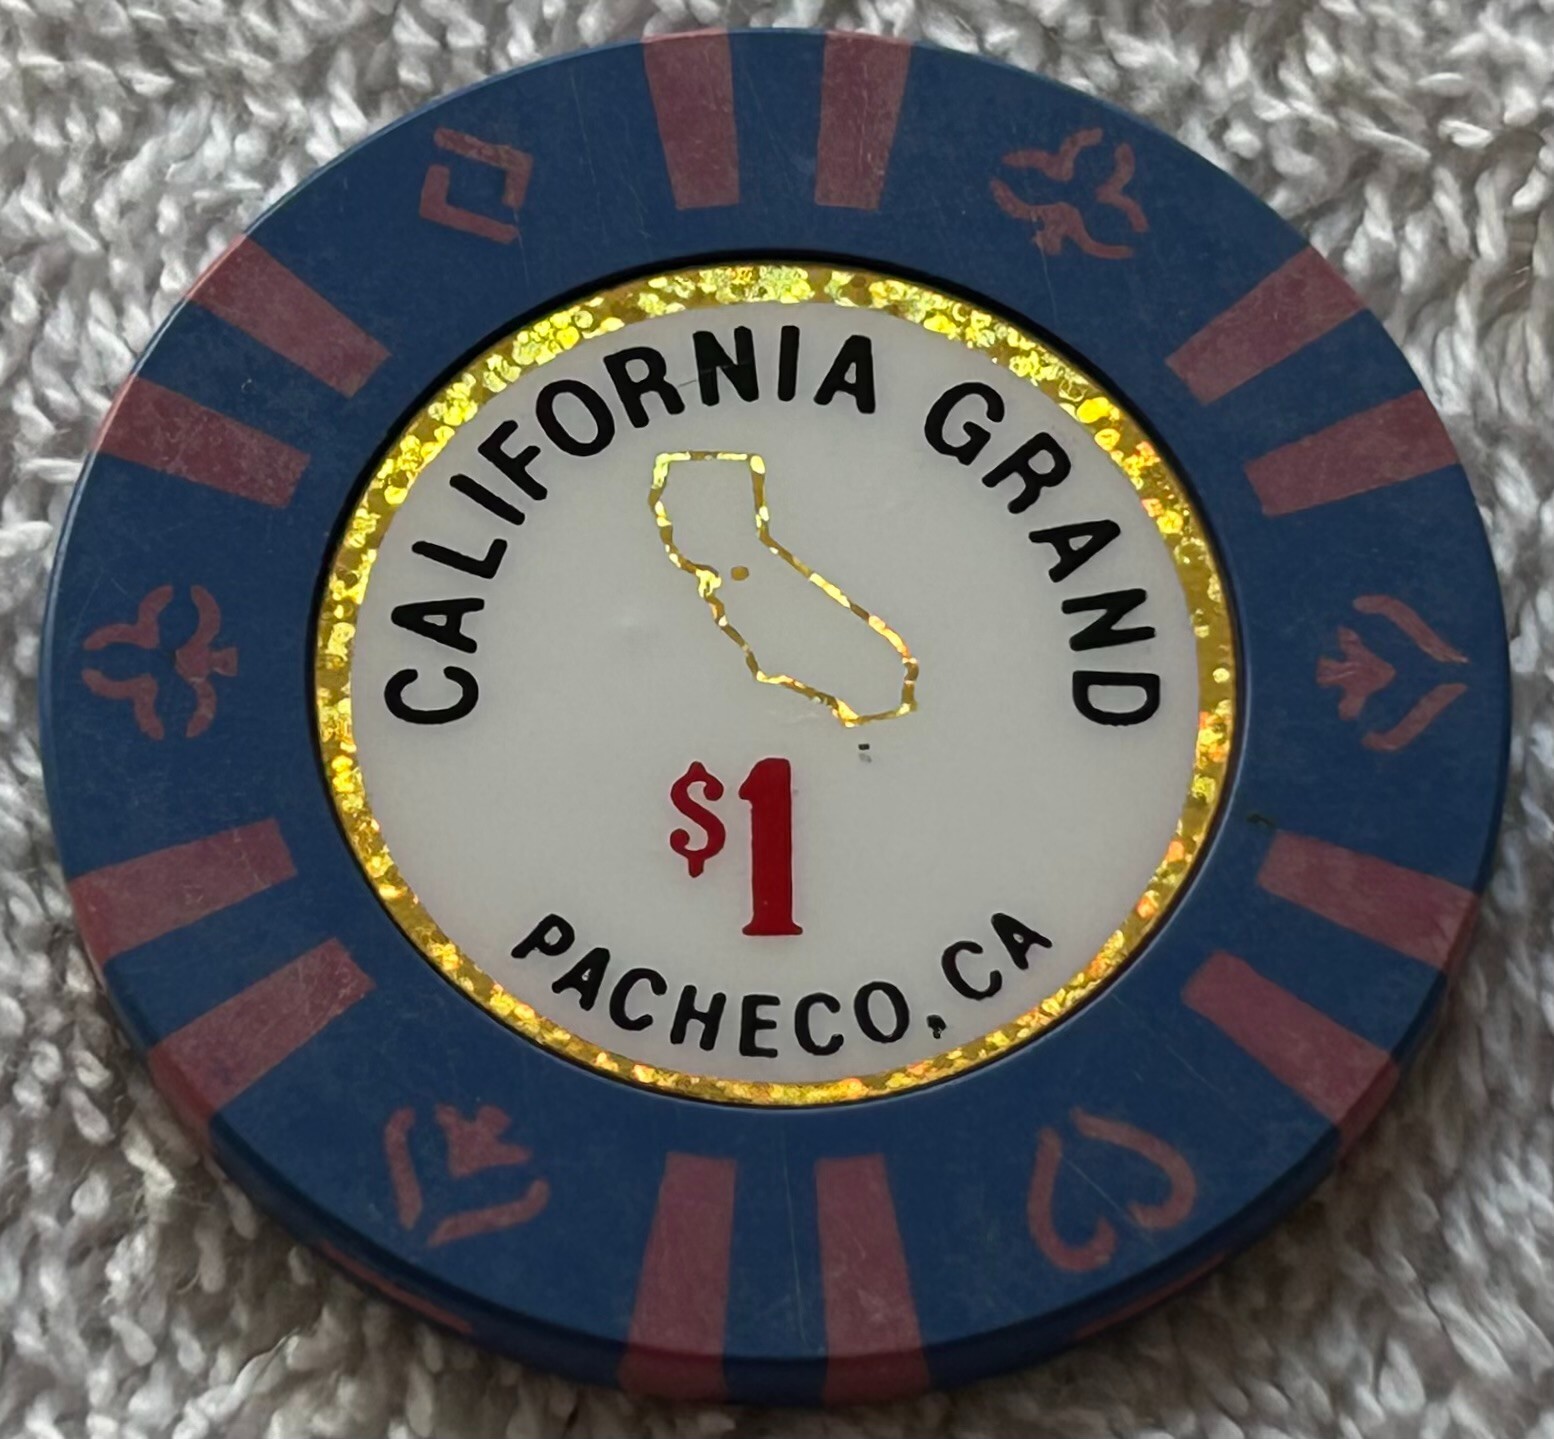 CALIFORNIA GRAND
$1
PACHECO, CA